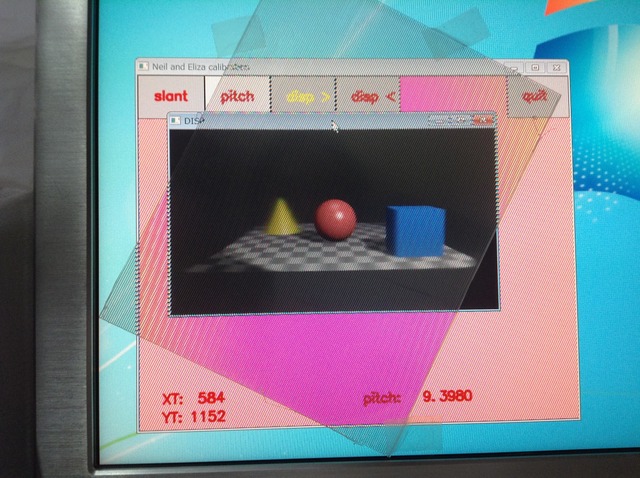 Neil and Eliza calibration
slant pitch disp > disp < quit
DISP
XT: 584 pitch: 9.3980
YT: 1152